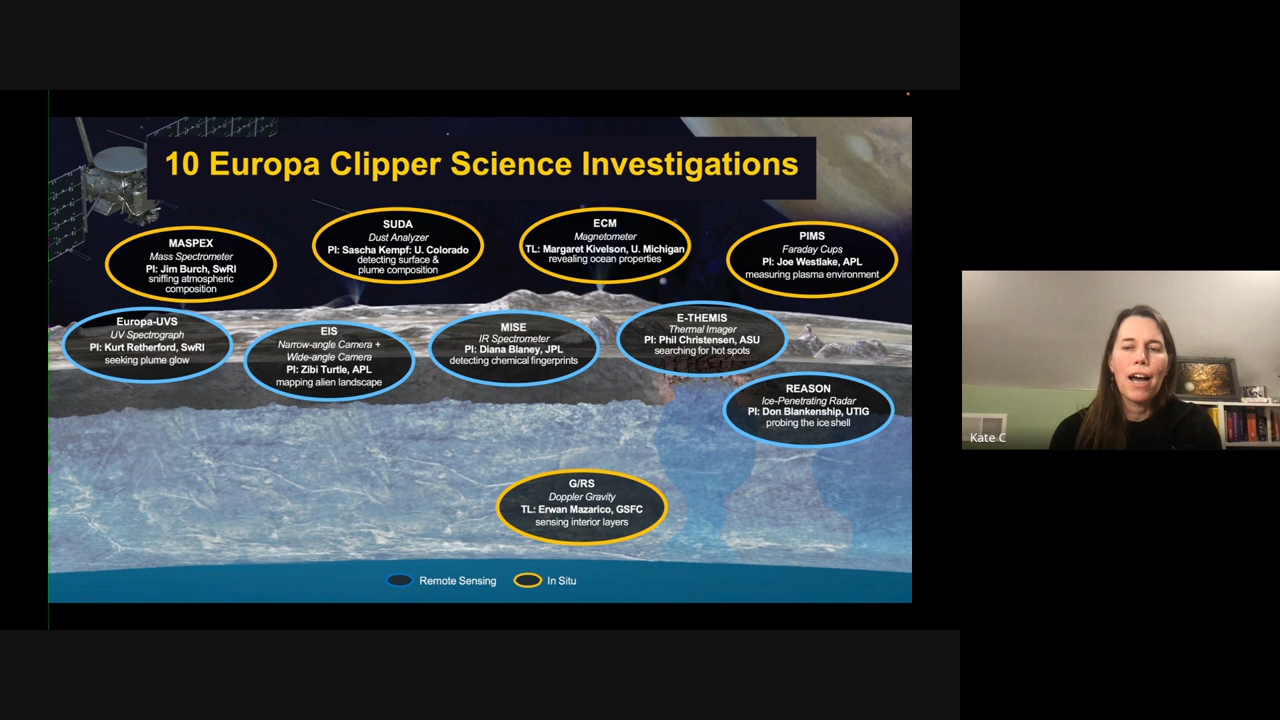 10 Europa Clipper Science Investigations
MASPEX
Mass Spectrometer
PI: Jim Burch, SwRI
sniffing atmospheric
composition
SUDA
Dust Analyzer
PI: Sascha Kempf: U. Colorado
detecting surface &
plume composition
ECM
Magnetometer
TL: Margaret Kivelson, U. Michigan
revealing ocean properties
PIMS
Faraday Cups
PI: Joe Westlake, APL
measuring plasma environment
Europa-UVS
UV Spectrograph
PI: Kurt Retherford, SwRI
seeking plume glow
EIS
Narrow-angle Camera +
Wide-angle Camera
PI: Zibi Turtle, APL
mapping alien landscape
MISE
IR Spectrometer
PI: Diana Blaney, JPL
detecting chemical fingerprints
E-THEMIS
Thermal Imager
PI: Phil Christensen, ASU
searching for hot spots
REASON
Ice-Penetrating Radar
PI: Don Blankenship, UTIG
probing the ice shell
G/RS
Doppler Gravity
TL: Erwan Mazarico, GSFC
sensing interior layers
Remote Sensing
In Situ
Kate C